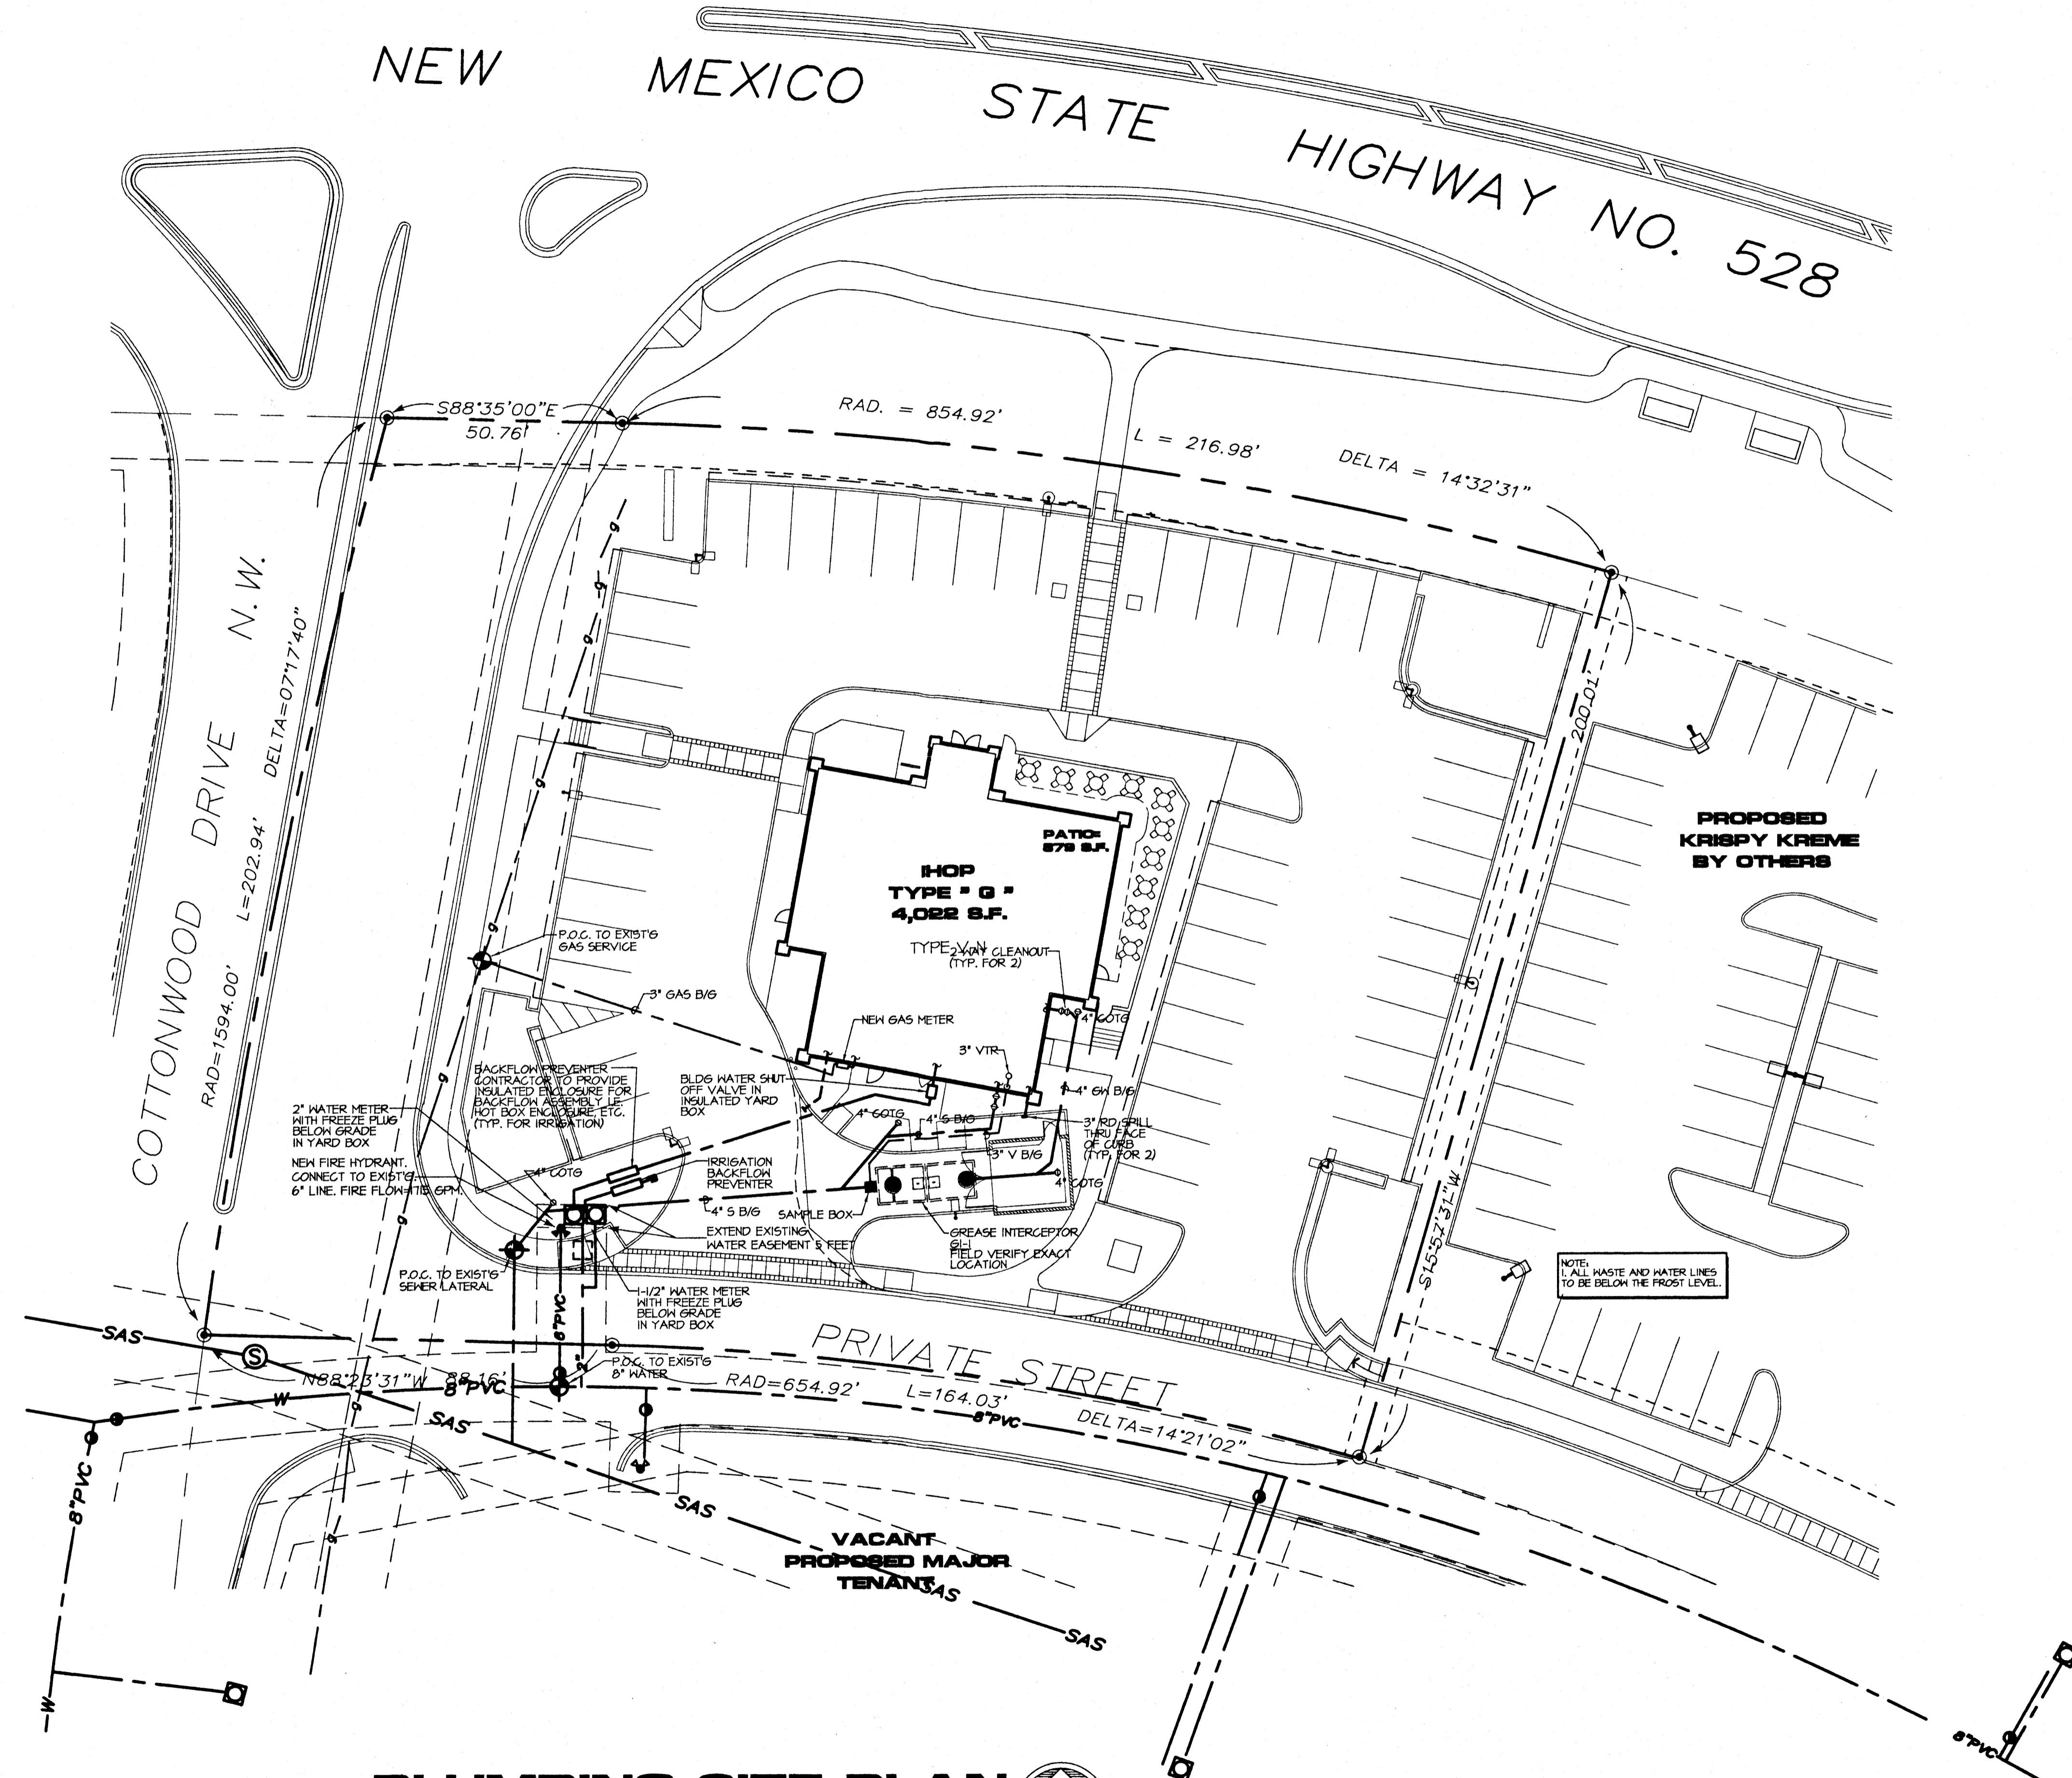 NEW MEXICO STATE HIGHWAY NO. 528
S88°35'00"E
50.76'
RAD. = 854.92'
L = 216.98'
DELTA = 14°32'31"
COTTONWOOD DRIVE N.W.
RAD=1594.00'
L=202.94'
DELTA=07°17'40"
g
g
g
g
g
g
g
g
g
200.01'
S15°57'31"W
PROPOSED
KRISPY KREME
BY OTHERS
PATIO=
879 S.F.
IHOP
TYPE " G "
4,022 S.F.
TYPE V-N
2-WAY CLEANOUT
(TYP. FOR 2)
P.O.C. TO EXIST'G
GAS SERVICE
3" GAS B/G
NEW GAS METER
4" COTG
3" VTR
4" GW B/G
BACKFLOW PREVENTER
CONTRACTOR TO PROVIDE
INSULATED ENCLOSURE FOR
BACKFLOW ASSEMBLY I.E.
HOT BOX ENCLOSURE, ETC.
(TYP. FOR IRRIGATION)
BLDG WATER SHUT
OFF VALVE IN
INSULATED YARD
BOX
2" WATER METER
WITH FREEZE PLUG
BELOW GRADE
IN YARD BOX
4" COTG
4" S B/G
3" RD SPILL
THRU FACE
OF CURB
(TYP. FOR 2)
3" V B/G
NEW FIRE HYDRANT.
CONNECT TO EXIST'G.
6" LINE. FIRE FLOW=1715 GPM.
4" COTG
IRRIGATION
BACKFLOW
PREVENTER
4" COTG
4" S B/G
SAMPLE BOX
EXTEND EXISTING
WATER EASEMENT 5 FEET
GREASE INTERCEPTOR
GI-1
FIELD VERIFY EXACT
LOCATION
NOTE:
1. ALL WASTE AND WATER LINES
TO BE BELOW THE FROST LEVEL.
P.O.C. TO EXIST'G
SEWER LATERAL
1-1/2" WATER METER
WITH FREEZE PLUG
BELOW GRADE
IN YARD BOX
8"PVC
2"
SAS
S
PRIVATE STREET
P.O.C. TO EXIST'G
8" WATER
N88°23'31"W 88.16'
8"PVC
W
RAD=654.92'
L=164.03'
8"PVC
DELTA=14°21'02"
SAS
8"PVC
SAS
VACANT
PROPOSED MAJOR
TENANT
SAS
SAS
W
8"PVC
PLUMBING SITE PLAN